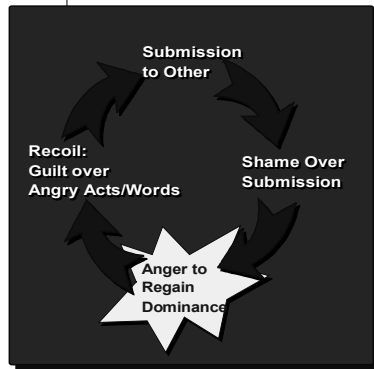 Submission
to Other
Shame Over
Submission
Anger to
Regain
Dominance
Recoil:
Guilt over
Angry Acts/Words